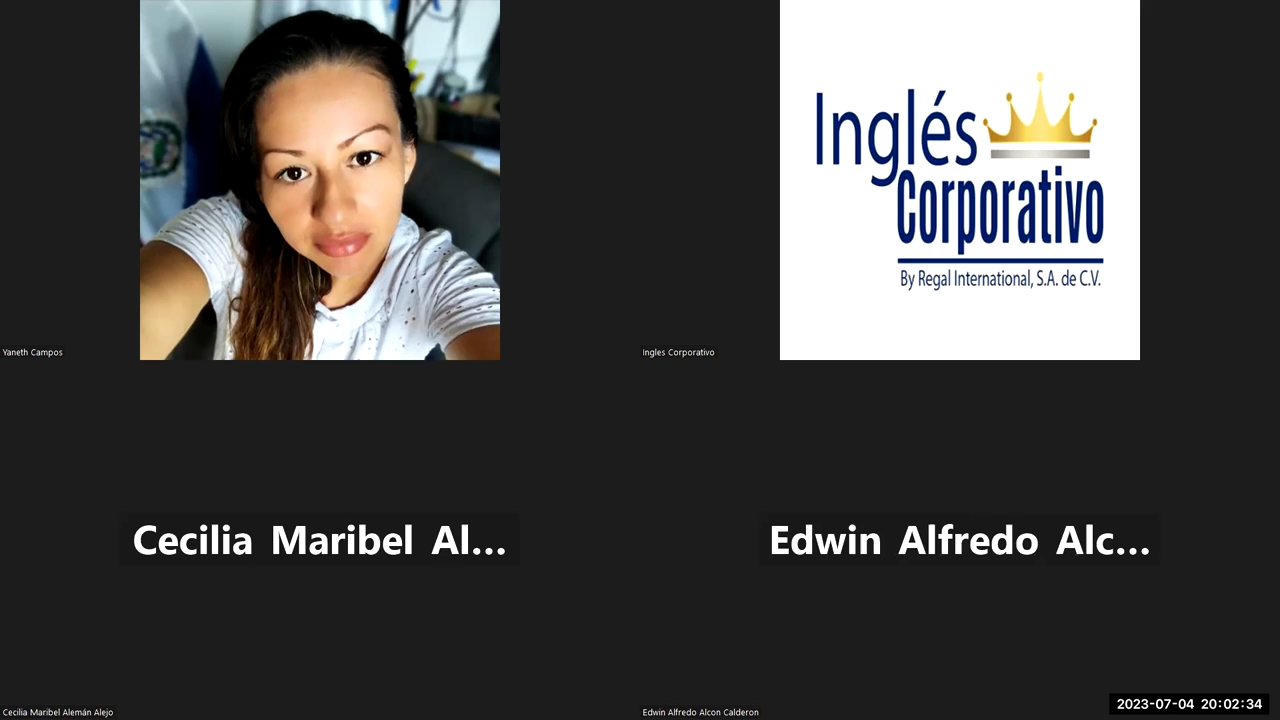 Yaneth Campos
Inglés
Corporativo
By Regal International, S.A. de C.V.
Ingles Corporativo
Cecilia Maribel Al...
Edwin Alfredo Alc...
Cecilia Maribel Alemán Alejo
Edwin Alfredo Alcon Calderon
2023-07-04 20:02:34